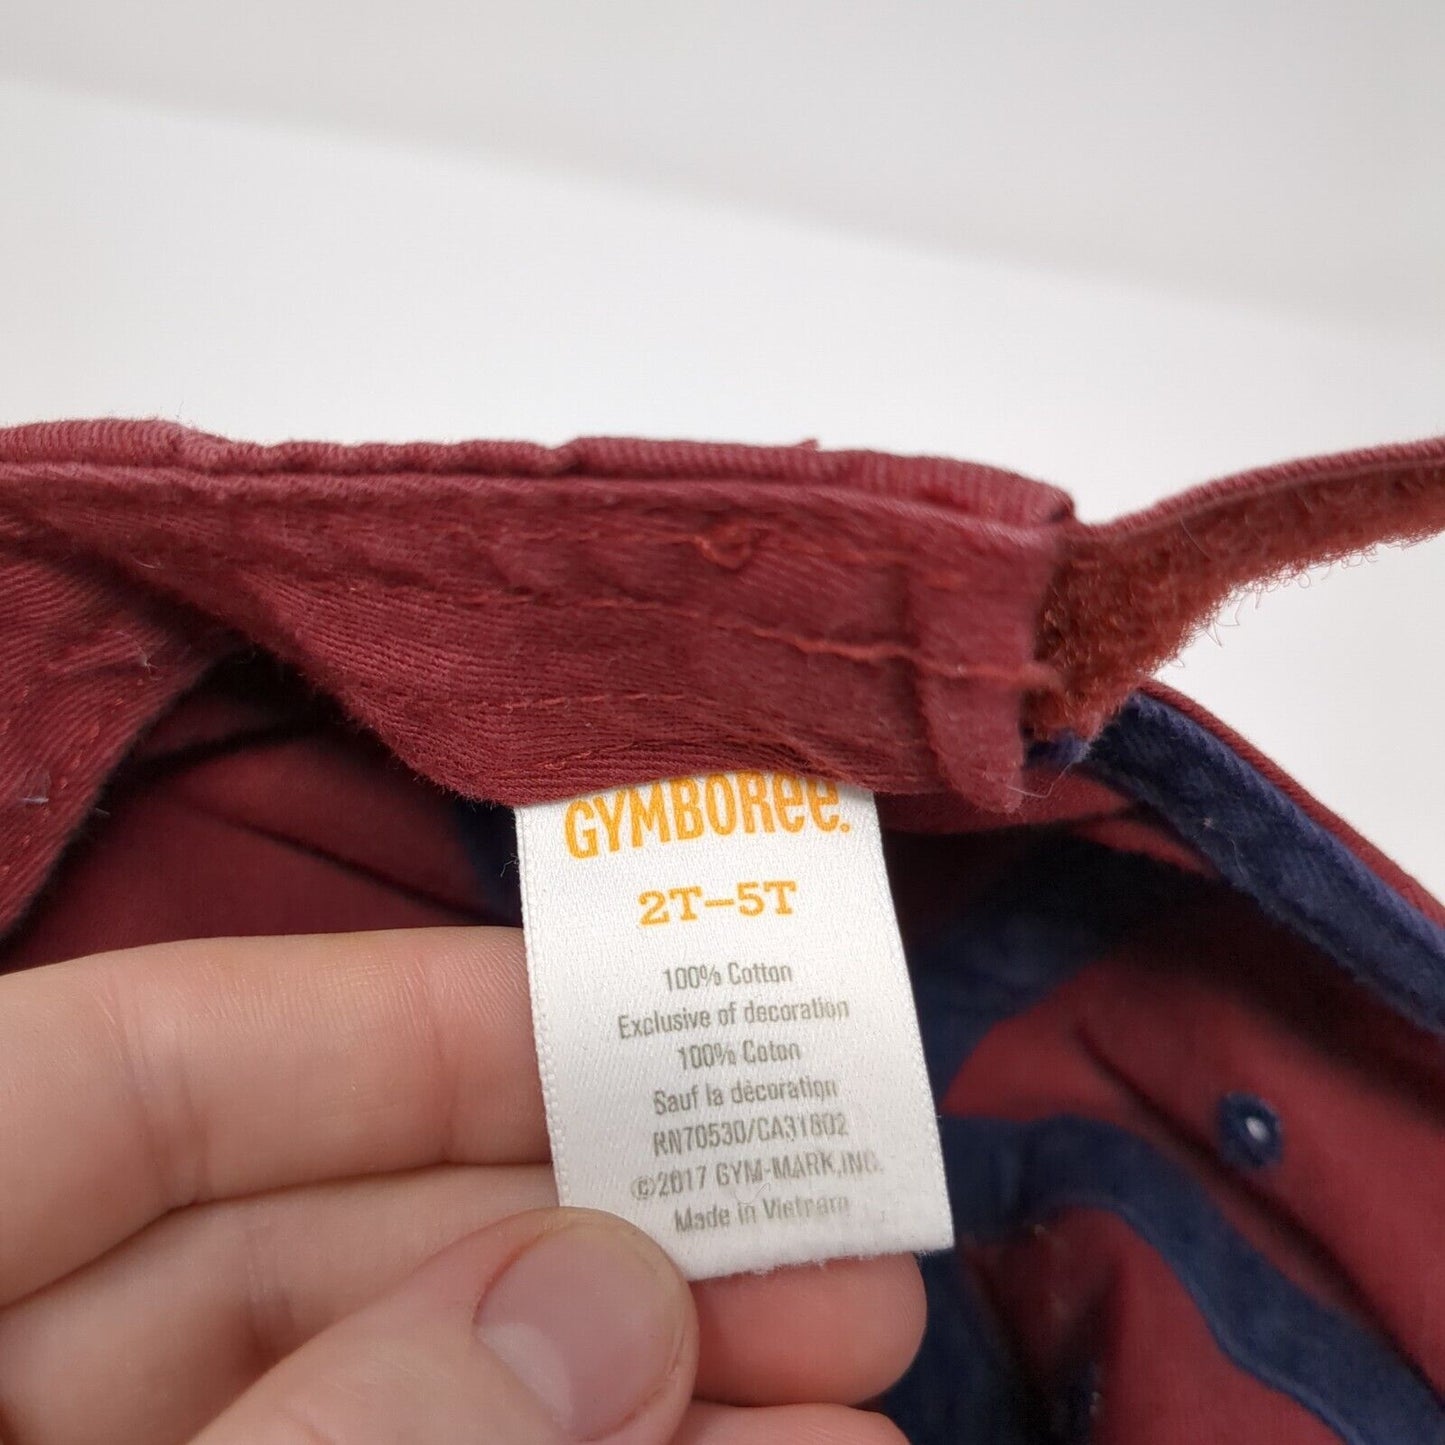 GYMBOREE.
2T–5T
100% Cotton
Exclusive of decoration
100% Coton
Sauf la décoration
RN70530/CA31802
©2017 GYM-MARK,INC.
Made in Vietnam